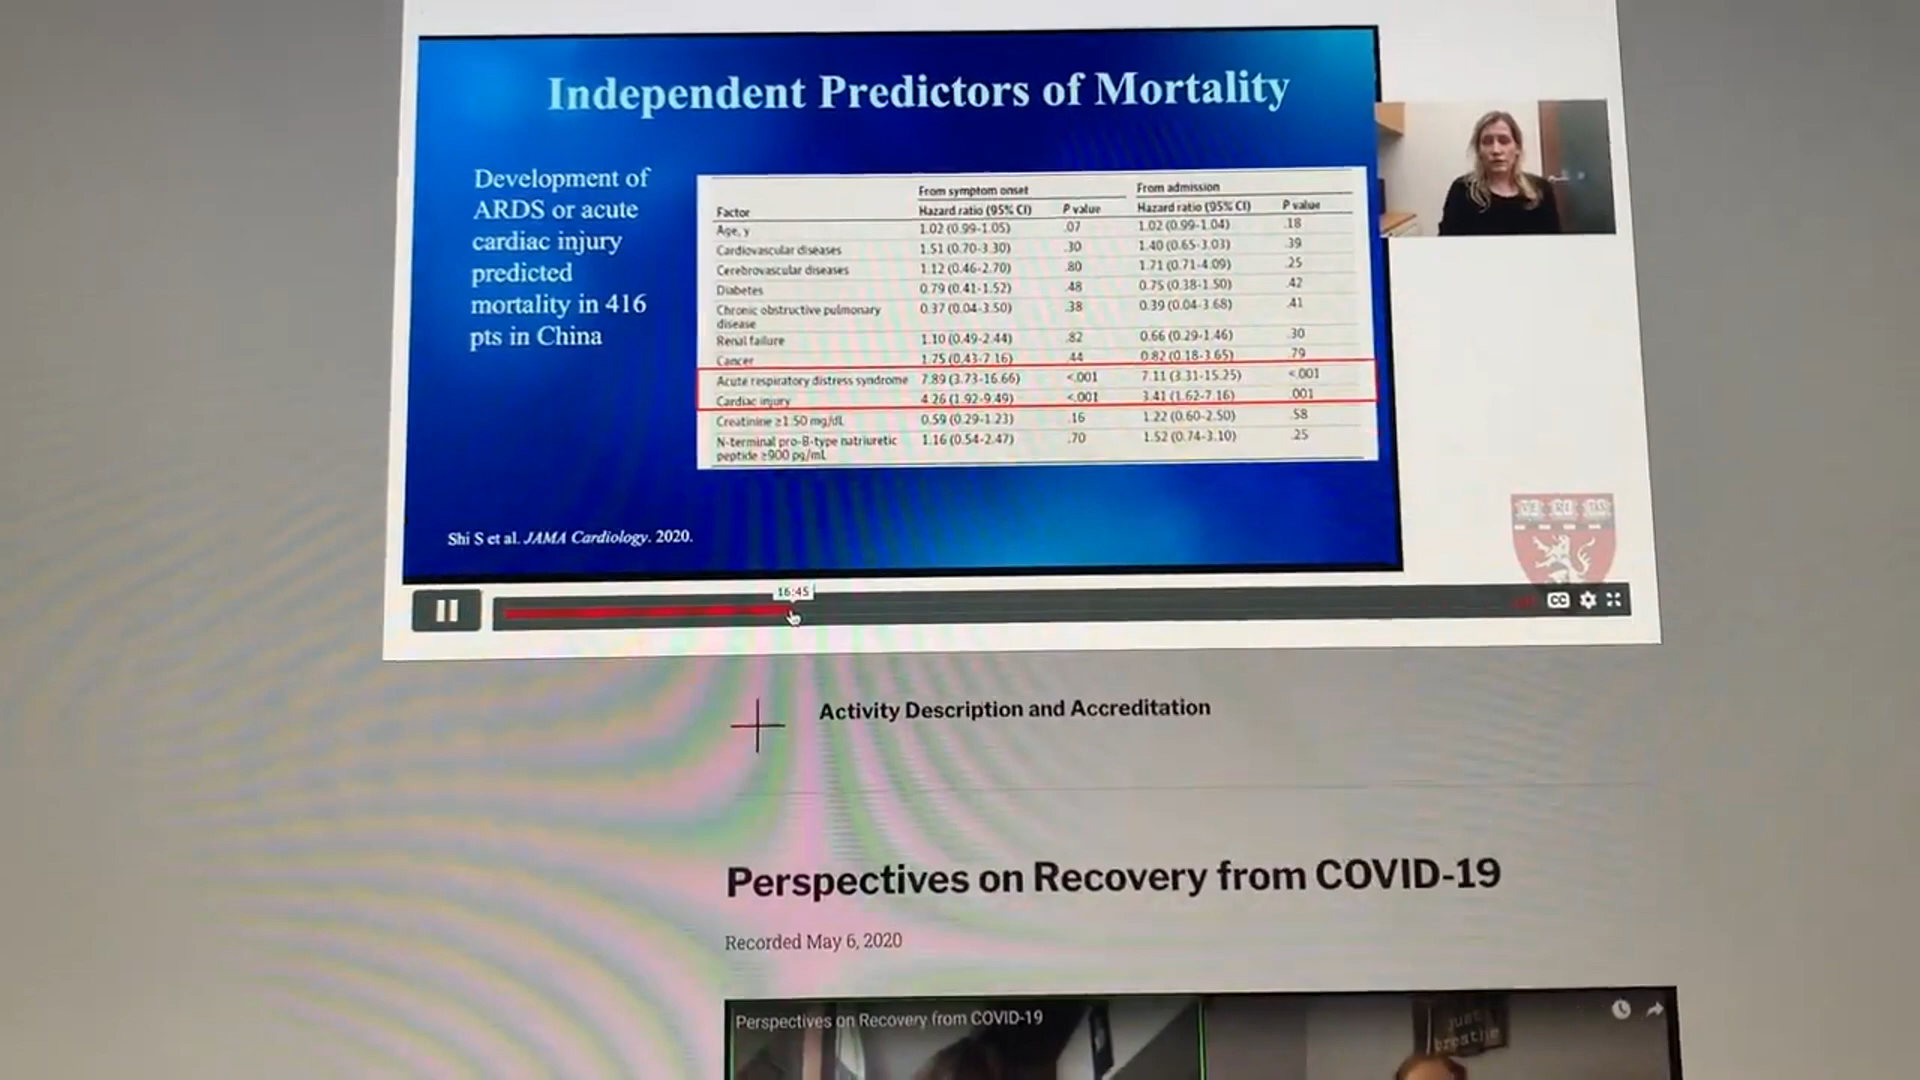 Independent Predictors of Mortality
Development of
ARDS or acute
cardiac injury
predicted
mortality in 416
pts in China
From symptom onset From admission
Factor Hazard ratio (95% CI) P value Hazard ratio (95% CI) P value
Age, y 1.02 (0.99-1.05) .07 1.02 (0.99-1.04) .18
Cardiovascular diseases 1.51 (0.70-3.30) .30 1.40 (0.65-3.03) .39
Cerebrovascular diseases 1.12 (0.46-2.70) .80 1.71 (0.71-4.09) .25
Diabetes 0.79 (0.41-1.52) .48 0.75 (0.38-1.50) .42
Chronic obstructive pulmonary 0.37 (0.04-3.50) .38 0.39 (0.04-3.68) .41
disease
Renal failure 1.10 (0.49-2.44) .82 0.66 (0.29-1.46) .30
Cancer 1.75 (0.43-7.16) .44 0.82 (0.18-3.65) .79
Acute respiratory distress syndrome 7.89 (3.73-16.66) <.001 7.11 (3.31-15.25) <.001
Cardiac injury 4.26 (1.92-9.49) <.001 3.41 (1.62-7.16) .001
Creatinine ≥1.50 mg/dL 0.59 (0.29-1.23) .16 1.22 (0.60-2.50) .58
N-terminal pro-B-type natriuretic 1.16 (0.54-2.47) .70 1.52 (0.74-3.10) .25
peptide ≥900 pg/mL
Shi S et al. JAMA Cardiology. 2020.
VE RI TAS
16:45
CC
Activity Description and Accreditation
Perspectives on Recovery from COVID-19
Recorded May 6, 2020
Perspectives on Recovery from COVID-19
just
breathe